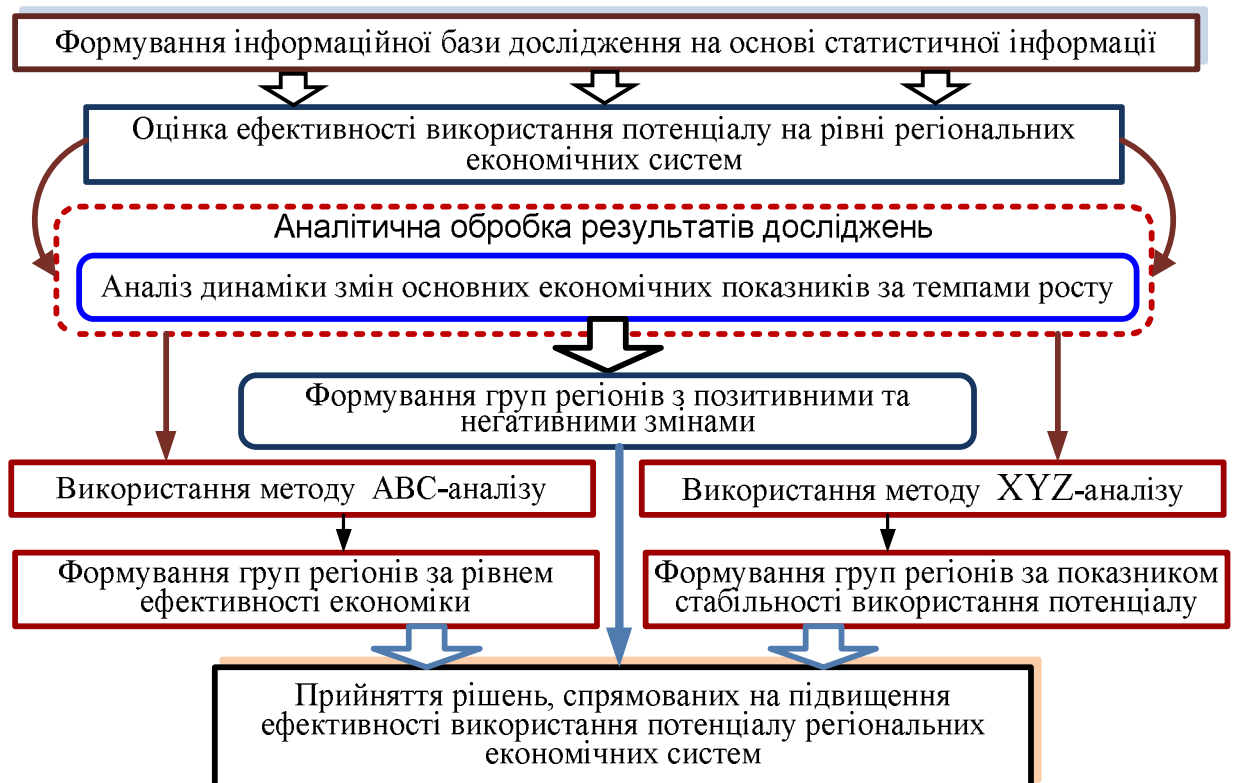 Формування інформаційної бази дослідження на основі статистичної інформації
Оцінка ефективності використання потенціалу на рівні регіональних
економічних систем
Аналітична обробка результатів досліджень
Аналіз динаміки змін основних економічних показників за темпами росту
Формування груп регіонів з позитивними та
негативними змінами
Використання методу ABC-аналізу
Використання методу XYZ-аналізу
Формування груп регіонів за рівнем
ефективності економіки
Формування груп регіонів за показником
стабільності використання потенціалу
Прийняття рішень, спрямованих на підвищення
ефективності використання потенціалу регіональних
економічних систем